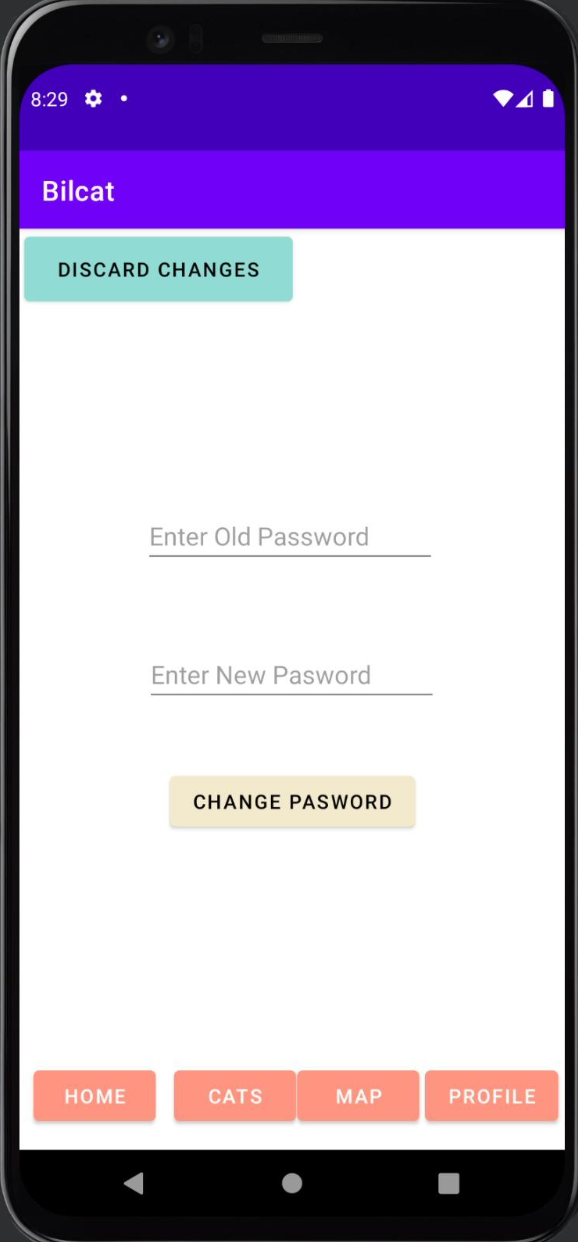 8:29
Bilcat
DISCARD CHANGES
Enter Old Password
Enter New Pasword
CHANGE PASWORD
HOME CATS MAP PROFILE